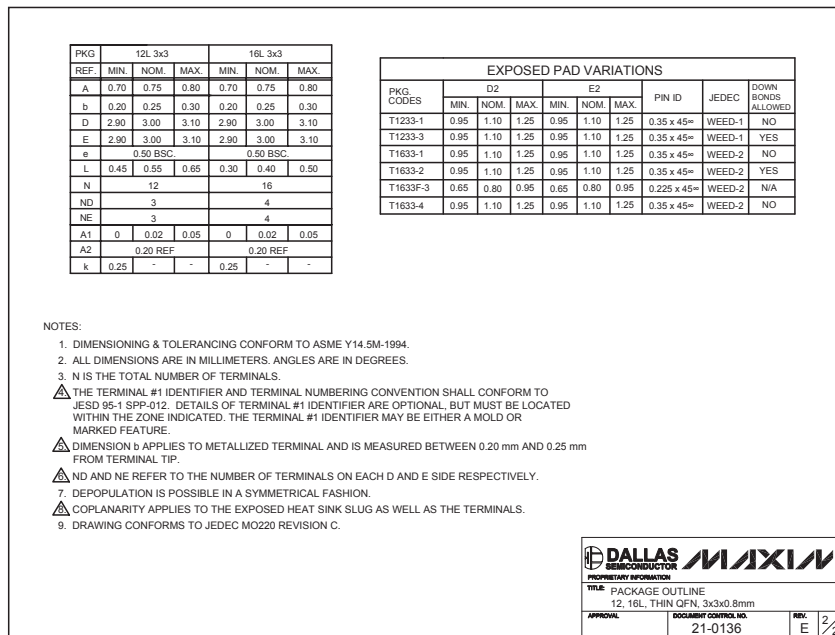 PKG 12L 3x3 16L 3x3
REF. MIN. NOM. MAX. MIN. NOM. MAX.
A 0.70 0.75 0.80 0.70 0.75 0.80
b 0.20 0.25 0.30 0.20 0.25 0.30
D 2.90 3.00 3.10 2.90 3.00 3.10
E 2.90 3.00 3.10 2.90 3.00 3.10
e 0.50 BSC. 0.50 BSC.
L 0.45 0.55 0.65 0.30 0.40 0.50
N 12 16
ND 3 4
NE 3 4
A1 0 0.02 0.05 0 0.02 0.05
A2 0.20 REF 0.20 REF
k 0.25 - - 0.25 - -
EXPOSED PAD VARIATIONS
PKG. CODES D2 E2 PIN ID JEDEC DOWN BONDS ALLOWED
MIN. NOM. MAX. MIN. NOM. MAX.
T1233-1 0.95 1.10 1.25 0.95 1.10 1.25 0.35 x 45∞ WEED-1 NO
T1233-3 0.95 1.10 1.25 0.95 1.10 1.25 0.35 x 45∞ WEED-1 YES
T1633-1 0.95 1.10 1.25 0.95 1.10 1.25 0.35 x 45∞ WEED-2 NO
T1633-2 0.95 1.10 1.25 0.95 1.10 1.25 0.35 x 45∞ WEED-2 YES
T1633F-3 0.65 0.80 0.95 0.65 0.80 0.95 0.225 x 45∞ WEED-2 N/A
T1633-4 0.95 1.10 1.25 0.95 1.10 1.25 0.35 x 45∞ WEED-2 NO
NOTES:
1. DIMENSIONING & TOLERANCING CONFORM TO ASME Y14.5M-1994.
2. ALL DIMENSIONS ARE IN MILLIMETERS. ANGLES ARE IN DEGREES.
3. N IS THE TOTAL NUMBER OF TERMINALS.
4. THE TERMINAL #1 IDENTIFIER AND TERMINAL NUMBERING CONVENTION SHALL CONFORM TO
JESD 95-1 SPP-012. DETAILS OF TERMINAL #1 IDENTIFIER ARE OPTIONAL, BUT MUST BE LOCATED
WITHIN THE ZONE INDICATED. THE TERMINAL #1 IDENTIFIER MAY BE EITHER A MOLD OR
MARKED FEATURE.
5. DIMENSION b APPLIES TO METALLIZED TERMINAL AND IS MEASURED BETWEEN 0.20 mm AND 0.25 mm
FROM TERMINAL TIP.
6. ND AND NE REFER TO THE NUMBER OF TERMINALS ON EACH D AND E SIDE RESPECTIVELY.
7. DEPOPULATION IS POSSIBLE IN A SYMMETRICAL FASHION.
8. COPLANARITY APPLIES TO THE EXPOSED HEAT SINK SLUG AS WELL AS THE TERMINALS.
9. DRAWING CONFORMS TO JEDEC MO220 REVISION C.
DALLAS SEMICONDUCTOR MAXIM
PROPRIETARY INFORMATION
TITLE: PACKAGE OUTLINE
12, 16L, THIN QFN, 3x3x0.8mm
APPROVAL DOCUMENT CONTROL NO. REV.
21-0136 E 2/